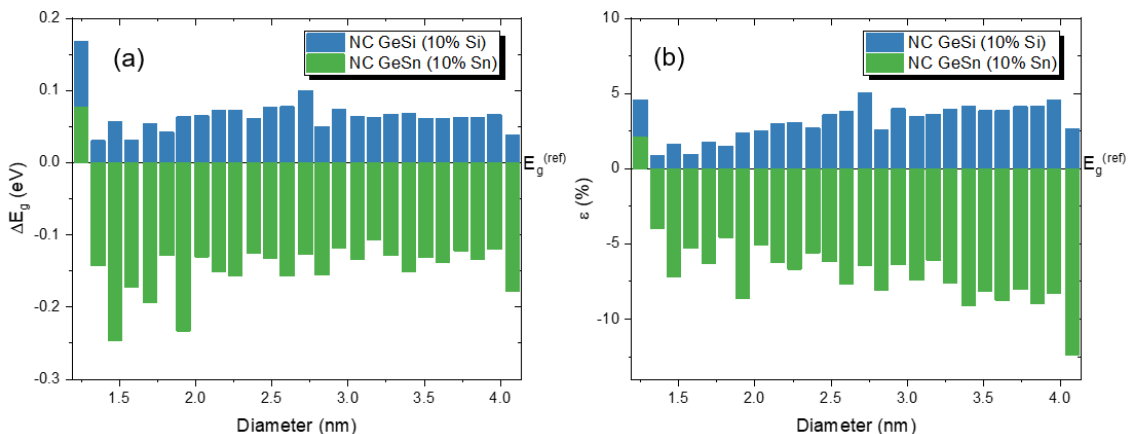 (a)
NC GeSi (10% Si)
NC GeSn (10% Sn)
0.2
0.1
0.0
-0.1
-0.2
-0.3
ΔE_g (eV)
E_g^(ref)
1.5 2.0 2.5 3.0 3.5 4.0
Diameter (nm)
(b)
NC GeSi (10% Si)
NC GeSn (10% Sn)
10
5
0
-5
-10
ε (%)
E_g^(ref)
1.5 2.0 2.5 3.0 3.5 4.0
Diameter (nm)